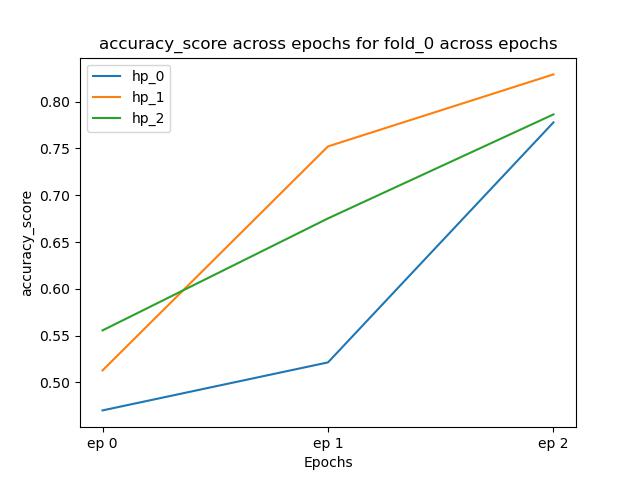 accuracy_score across epochs for fold_0 across epochs
hp_0
hp_1
hp_2
0.80
0.75
0.70
0.65
0.60
0.55
0.50
accuracy_score
ep 0 ep 1 ep 2
Epochs